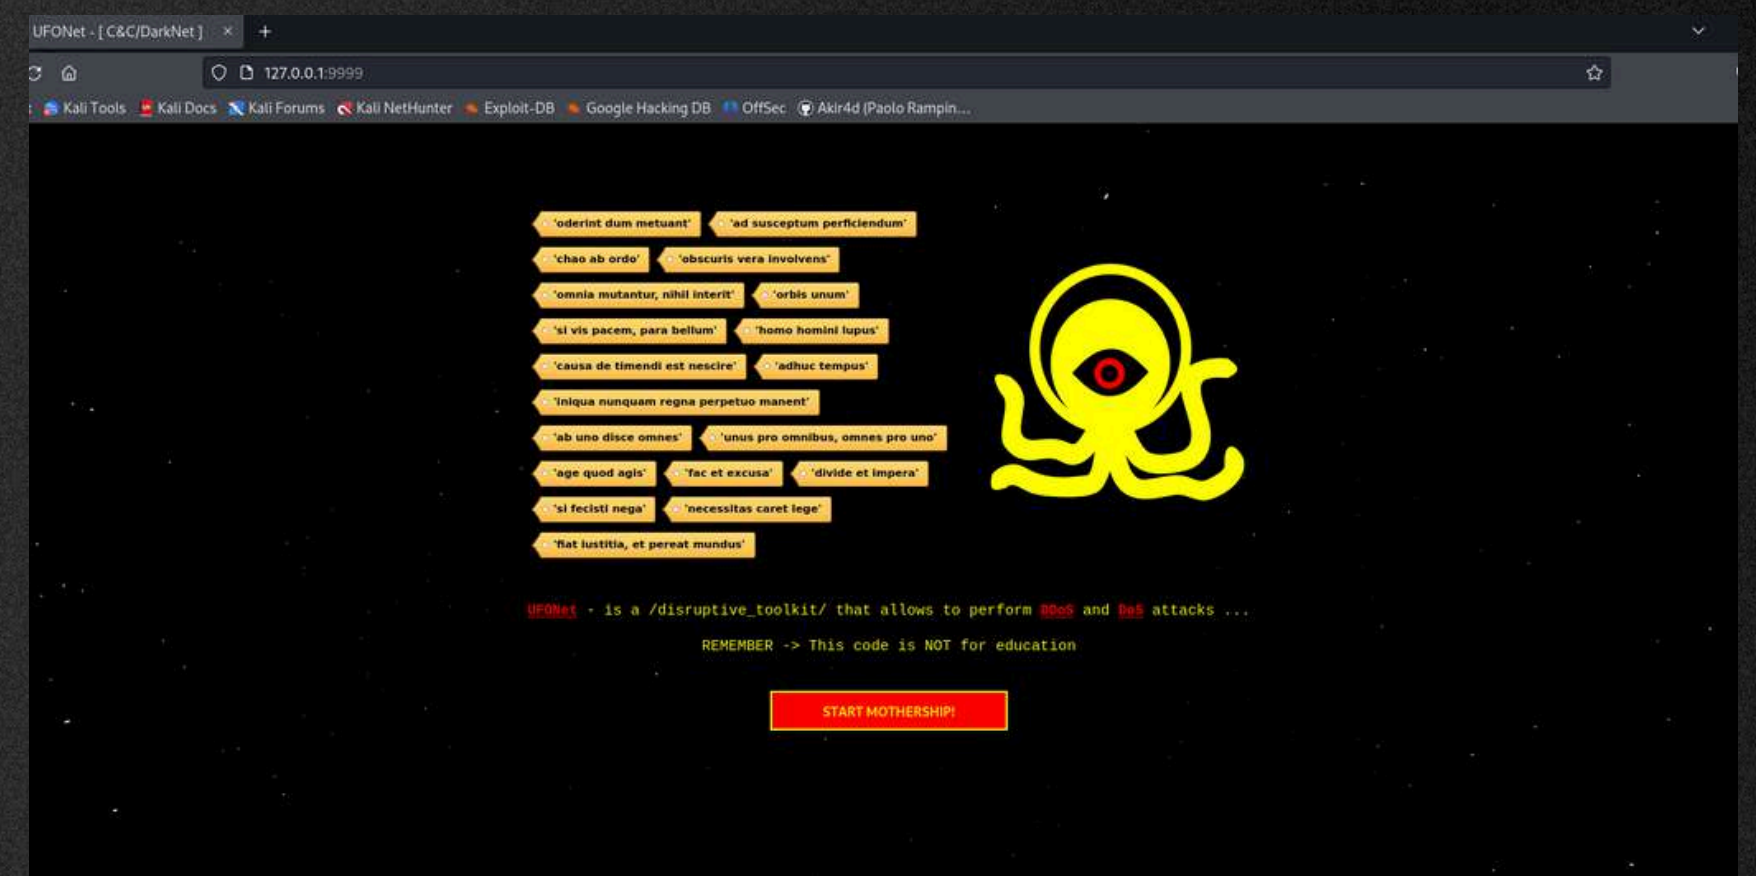 UFONet - [ C&C/DarkNet ]
127.0.0.1:9999
Kali Tools Kali Docs Kali Forums Kali NetHunter Exploit-DB Google Hacking DB OffSec Akir4d (Paolo Rampin...
'oderint dum metuant' 'ad susceptum perficiendum'
'chao ab ordo' 'obscuris vera involvens'
'omnia mutantur, nihil interit' 'orbis unum'
'si vis pacem, para bellum' 'homo homini lupus'
'causa de timendi est nescire' 'adhuc tempus'
'iniqua nunquam regna perpetuo manent'
'ab uno disce omnes' 'unus pro omnibus, omnes pro uno'
'age quod agis' 'fac et excusa' 'divide et impera'
'si fecisti nega' 'necessitas caret lege'
'fiat iustitia, et pereat mundus'
UFONet - is a /disruptive_toolkit/ that allows to perform DDoS and DoS attacks ...
REMEMBER -> This code is NOT for education
START MOTHERSHIP!